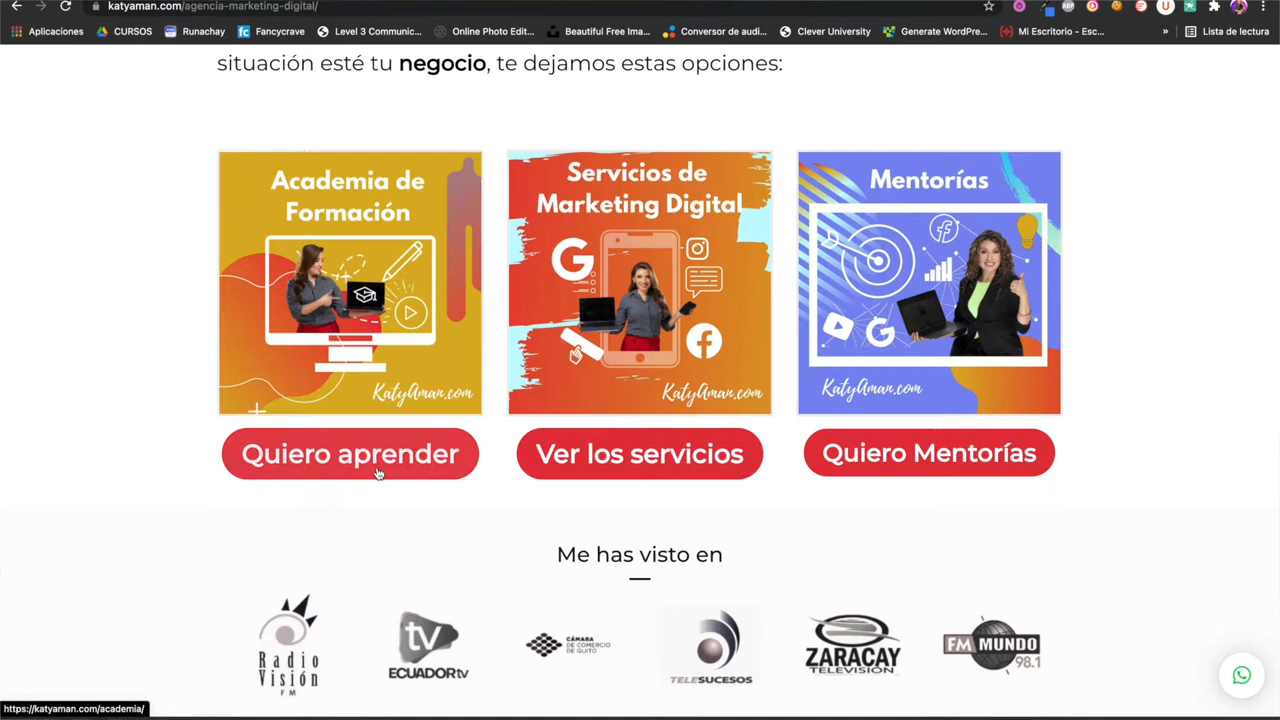 katyaman.com/agencia-marketing-digital/
Aplicaciones
CURSOS
Runachay
Fancycrave
Level 3 Communic...
Online Photo Edit...
Beautiful Free Ima...
Conversor de audi...
Clever University
Generate WordPre...
Mi Escritorio - Esc...
»
Lista de lectura
situación esté tu negocio, te dejamos estas opciones:
Academia de
Formación
KatyAman.com
Servicios de
Marketing Digital
KatyAman.com
Mentorías
KatyAman.com
Quiero aprender
Ver los servicios
Quiero Mentorías
Me has visto en
Radio
Visión
FM
tv
ECUADORtv
CÁMARA
DE COMERCIO
DE QUITO
TELESUCESOS
ZARACAY
TELEVISIÓN
FM MUNDO
98.1
https://katyaman.com/academia/